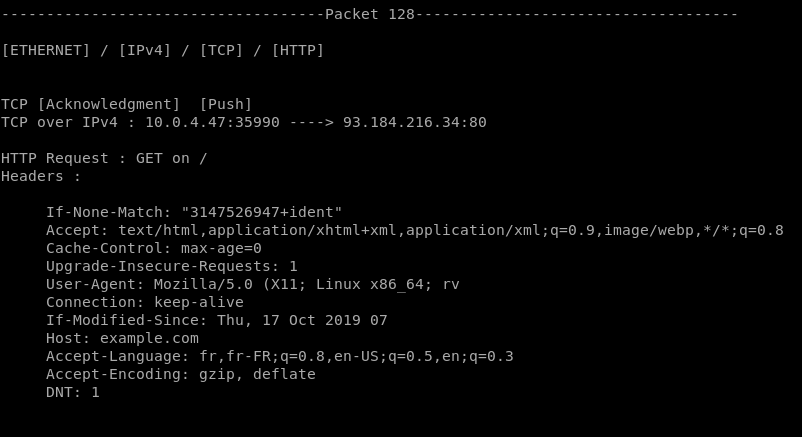 ------------------------------------Packet 128------------------------------------
[ETHERNET] / [IPv4] / [TCP] / [HTTP]
TCP [Acknowledgment]  [Push]
TCP over IPv4 : 10.0.4.47:35990 ----> 93.184.216.34:80
HTTP Request : GET on /
Headers :
If-None-Match: "3147526947+ident"
Accept: text/html,application/xhtml+xml,application/xml;q=0.9,image/webp,*/*;q=0.8
Cache-Control: max-age=0
Upgrade-Insecure-Requests: 1
User-Agent: Mozilla/5.0 (X11; Linux x86_64; rv
Connection: keep-alive
If-Modified-Since: Thu, 17 Oct 2019 07
Host: example.com
Accept-Language: fr,fr-FR;q=0.8,en-US;q=0.5,en;q=0.3
Accept-Encoding: gzip, deflate
DNT: 1